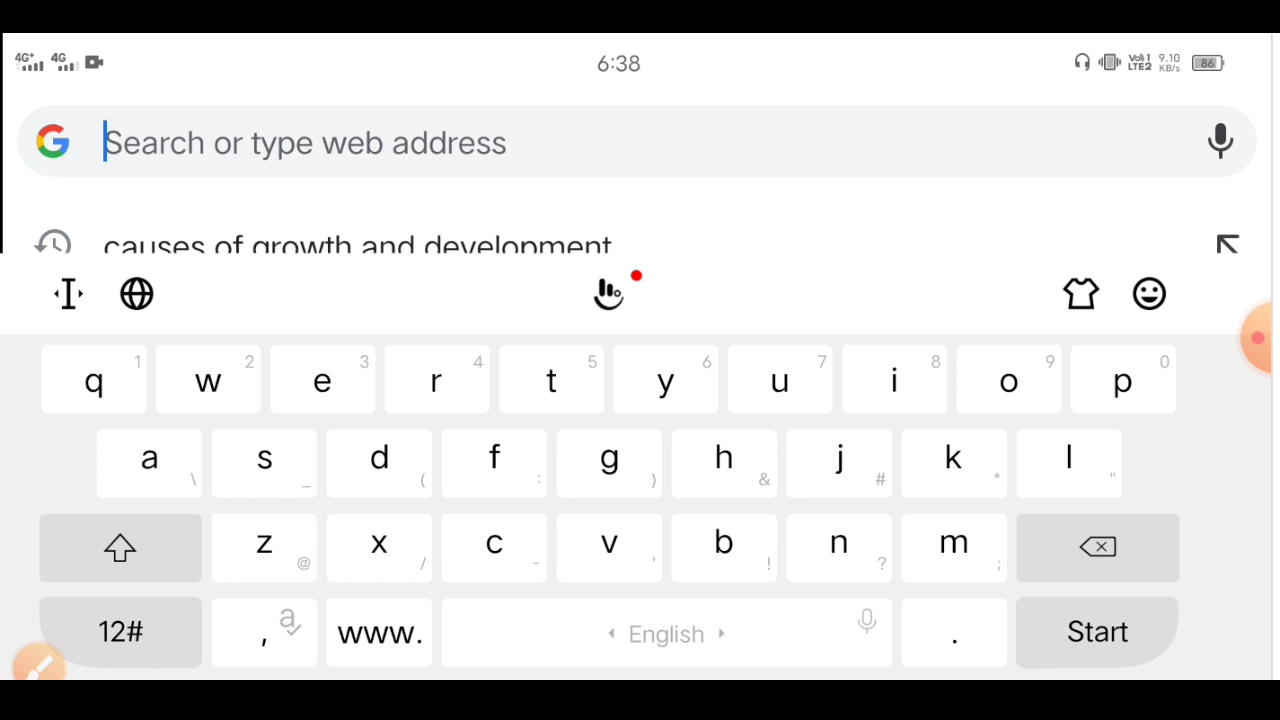 4G+ 4G 6:38 Voll 1 LTE2 9.10 KB/s 86
Search or type web address
causes of growth and development
q 1 w 2 e 3 r 4 t 5 y 6 u 7 i 8 o 9 p 0
a \ s _ d ( f : g ) h & j # k * l "
z @ x / c - v ' b ! n ? m ;
12# , a www. English . Start